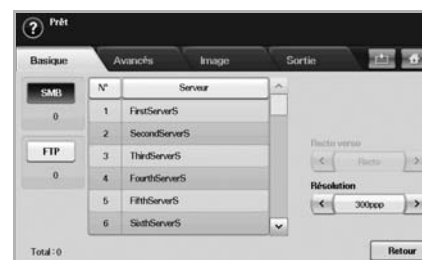 ? Prêt
Basique Avancés Image Sortie
SMB
0
FTP
0
N° Serveur
1 FirstServerS
2 SecondServerS
3 ThirdServerS
4 FourthServerS
5 FifthServerS
6 SixthServerS
Recto verso
< Recto >
Résolution
< 300ppp >
Total : 0
Retour